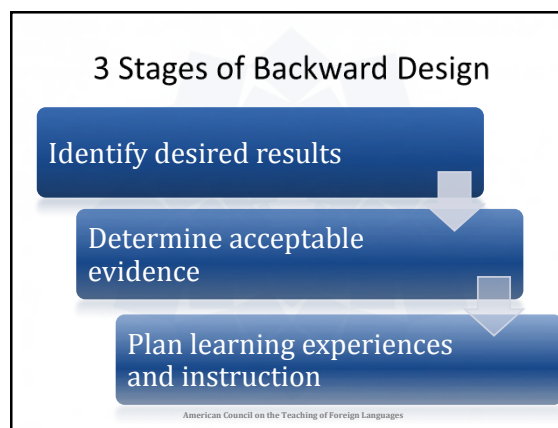 3 Stages of Backward Design
Identify desired results
Determine acceptable
evidence
Plan learning experiences
and instruction
American Council on the Teaching of Foreign Languages